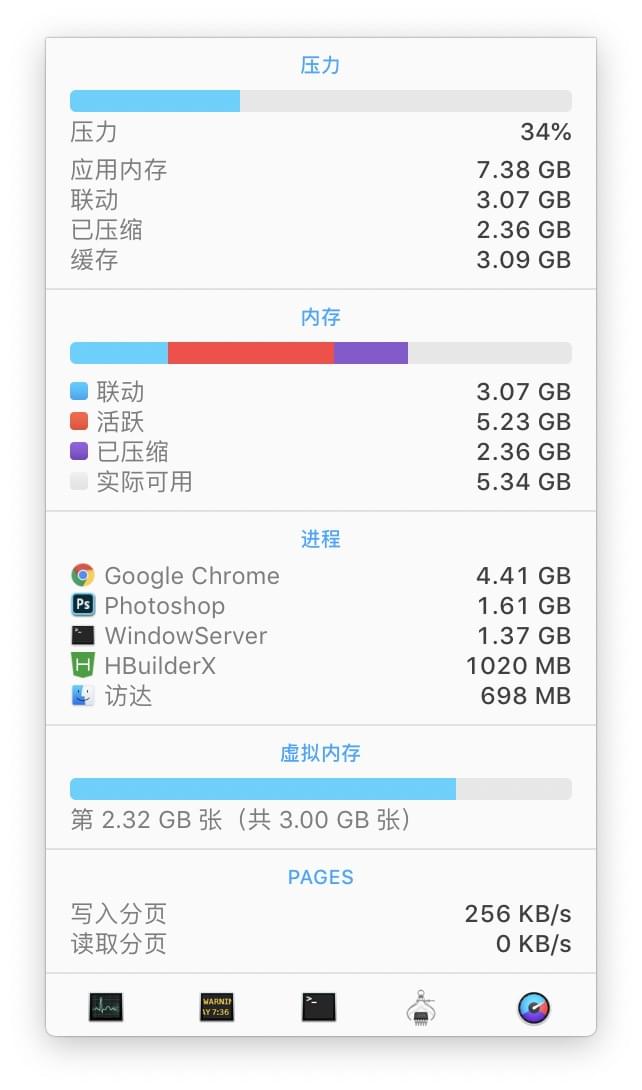 压力
压力 34%
应用内存 7.38 GB
联动 3.07 GB
已压缩 2.36 GB
缓存 3.09 GB
内存
联动 3.07 GB
活跃 5.23 GB
已压缩 2.36 GB
实际可用 5.34 GB
进程
Google Chrome 4.41 GB
Ps Photoshop 1.61 GB
WindowServer 1.37 GB
H HBuilderX 1020 MB
访达 698 MB
虚拟内存
第 2.32 GB 张（共 3.00 GB 张）
PAGES
写入分页 256 KB/s
读取分页 0 KB/s
WARNIN
AY 7:36